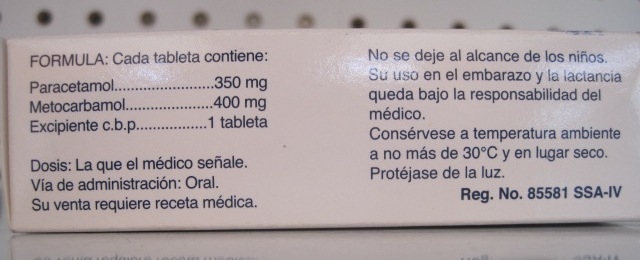 FORMULA: Cada tableta contiene:
Paracetamol.........................350 mg
Metocarbamol.....................400 mg
Excipiente c.b.p..................1 tableta
Dosis: La que el médico señale.
Vía de administración: Oral.
Su venta requiere receta médica.
No se deje al alcance de los niños.
Su uso en el embarazo y la lactancia
queda bajo la responsabilidad del
médico.
Consérvese a temperatura ambiente
a no más de 30°C y en lugar seco.
Protéjase de la luz.
Reg. No. 85581 SSA-IV